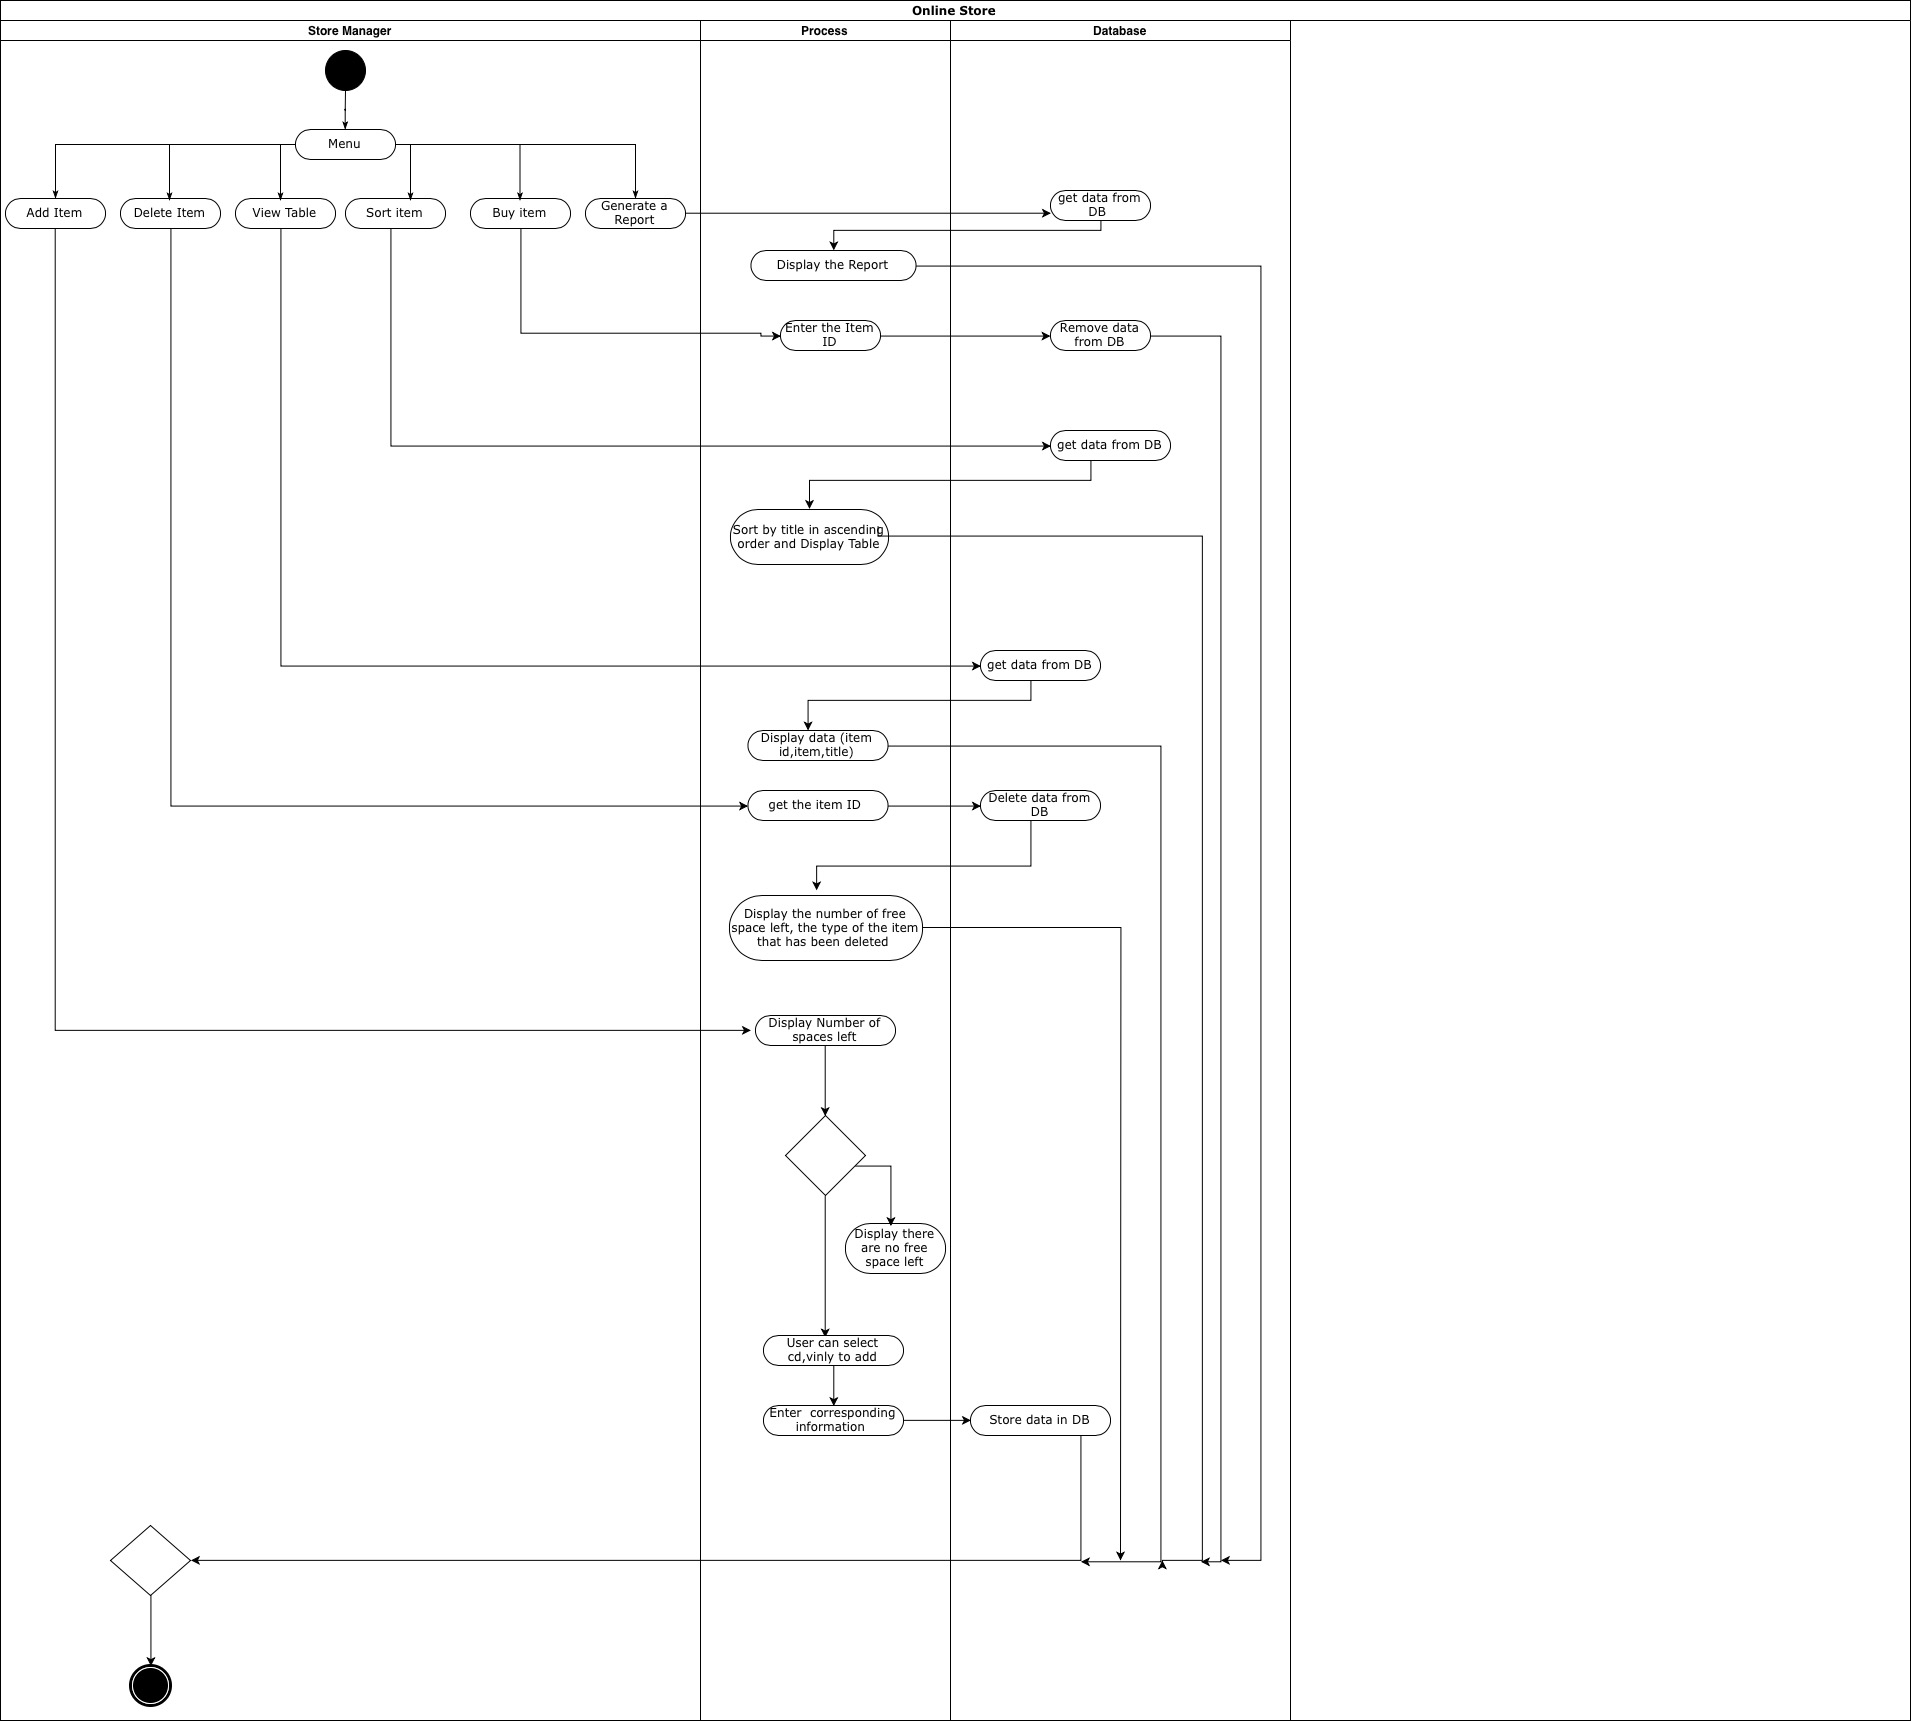 Online Store
Store Manager
Process
Database
Menu
Add Item
Delete Item
View Table
Sort item
Buy item
Generate a
Report
get data from
DB
Display the Report
Enter the Item
ID
Remove data
from DB
get data from DB
Sort by title in ascending
order and Display Table
get data from DB
Display data (item
id,item,title)
get the item ID
Delete data from
DB
Display the number of free
space left, the type of the item
that has been deleted
Display Number of
spaces left
Display there
are no free
space left
User can select
cd,vinly to add
Enter  corresponding
information
Store data in DB